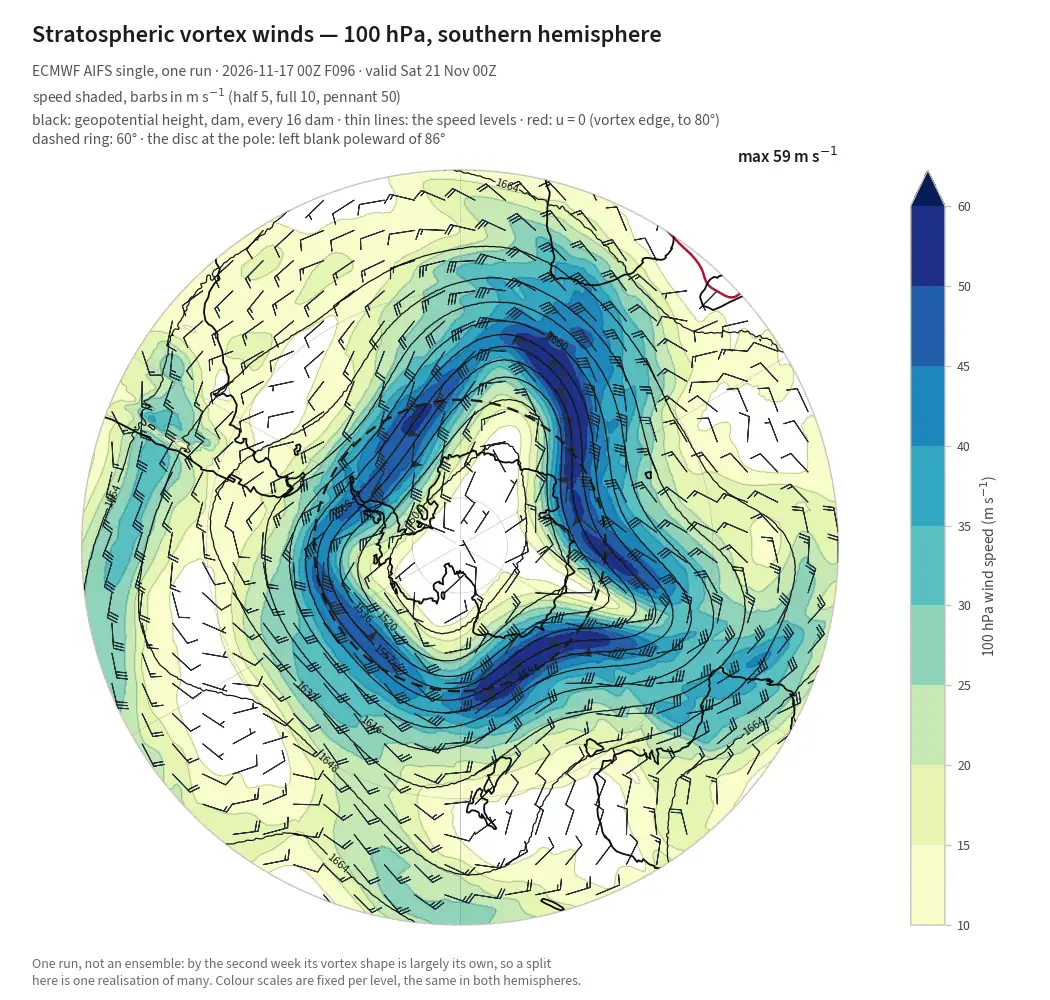 Stratospheric vortex winds — 100 hPa, southern hemisphere
ECMWF AIFS single, one run · 2026-11-17 00Z F096 · valid Sat 21 Nov 00Z
speed shaded, barbs in m s⁻¹ (half 5, full 10, pennant 50)
black: geopotential height, dam, every 16 dam · thin lines: the speed levels · red: u = 0 (vortex edge, to 80°)
dashed ring: 60° · the disc at the pole: left blank poleward of 86°
max 59 m s⁻¹
1664
1664
1536
1520
1632
1616
1648
1664
1664
60
50
45
40
35
30
25
20
15
10
100 hPa wind speed (m s⁻¹)
One run, not an ensemble: by the second week its vortex shape is largely its own, so a split
here is one realisation of many. Colour scales are fixed per level, the same in both hemispheres.